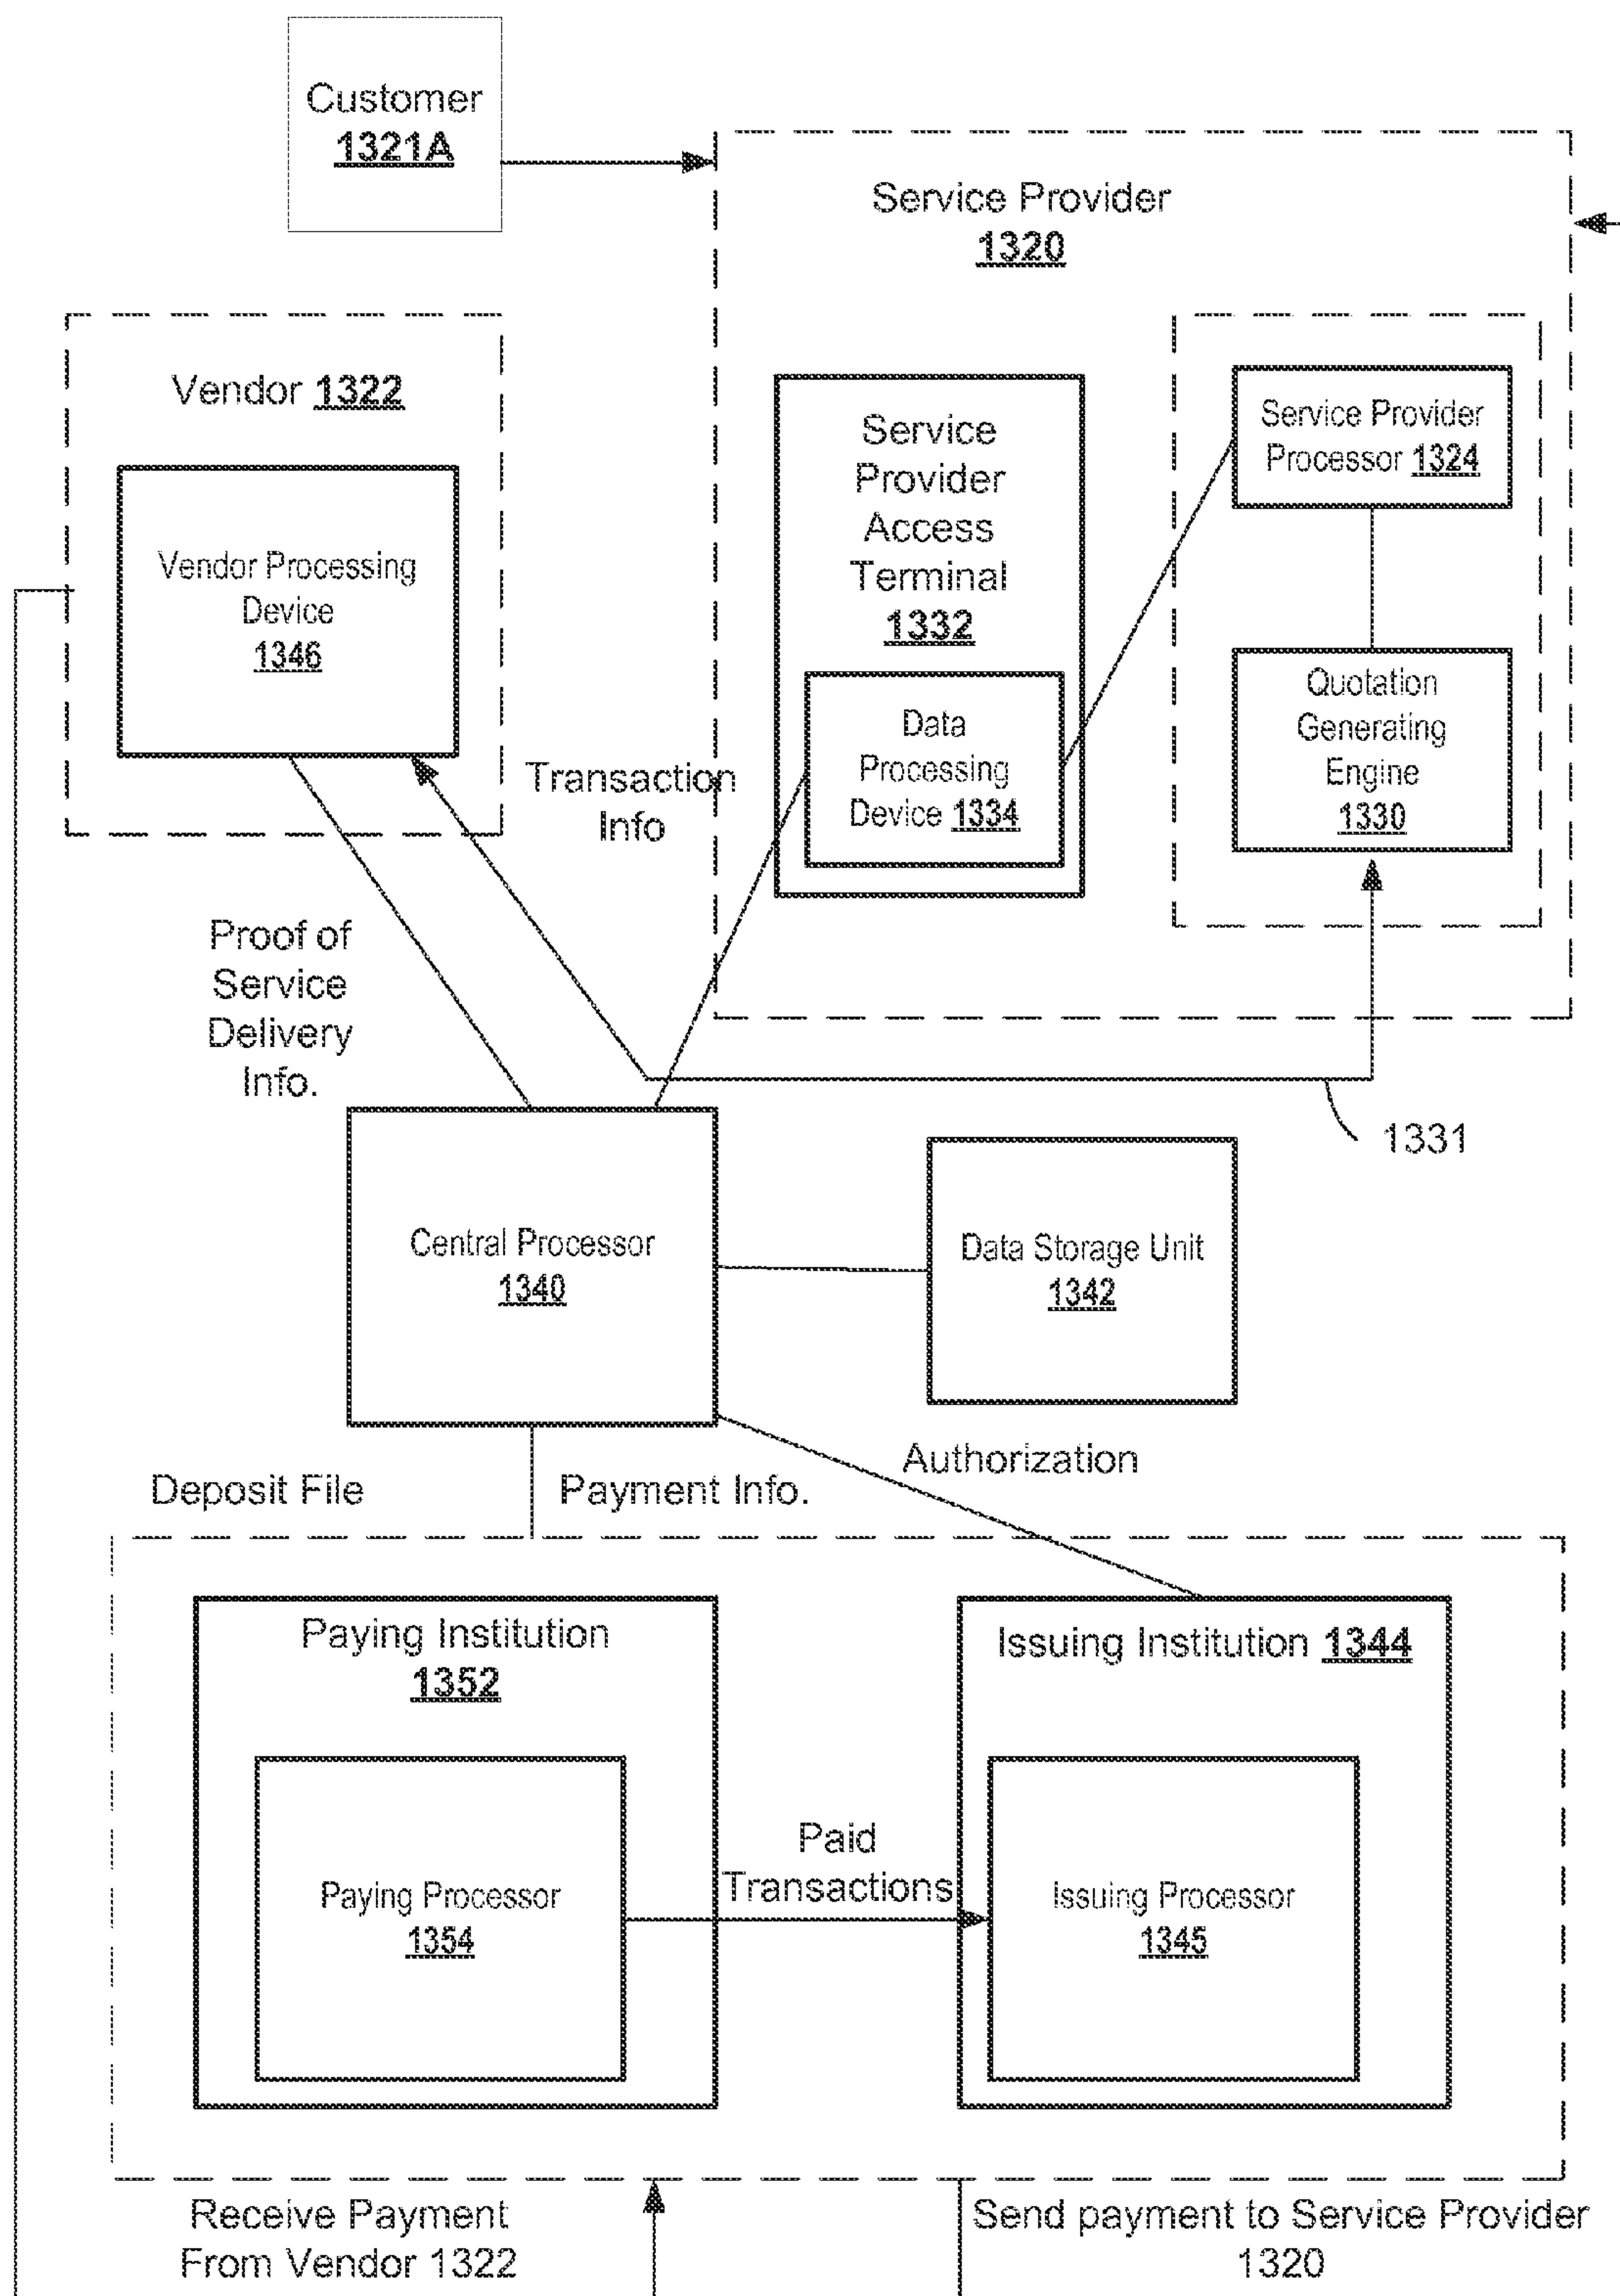 Customer
1321A
Service Provider
1320
Vendor 1322
Vendor Processing
Device
1346
Service
Provider
Access
Terminal
1332
Data
Processing
Device 1334
Service Provider
Processor 1324
Quotation
Generating
Engine
1330
Transaction
Info
Proof of
Service
Delivery
Info.
1331
Central Processor
1340
Data Storage Unit
1342
Deposit File
Payment Info.
Authorization
Paying Institution
1352
Issuing Institution 1344
Paying Processor
1354
Paid
Transactions
Issuing Processor
1345
Receive Payment
From Vendor 1322
Send payment to Service Provider
1320